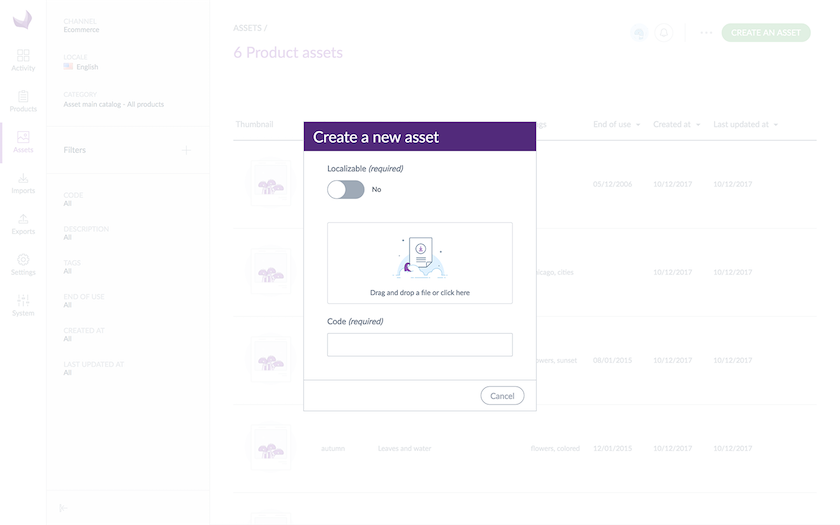 CHANNEL
Ecommerce
LOCALE
English
CATEGORY
Asset main catalog - All products
Filters
CODE
All
DESCRIPTION
All
TAGS
All
END OF USE
All
CREATED AT
All
LAST UPDATED AT
All
Activity
Products
Assets
Imports
Exports
Settings
System
ASSETS /
6 Product assets
CREATE AN ASSET
Thumbnail
End of use
Created at
Last updated at
05/12/2006 10/12/2017 10/12/2017
cities 10/12/2017 10/12/2017
sunset 08/01/2015 10/12/2017 10/12/2017
autumn Leaves and water flowers, colored 12/01/2015 10/12/2017 10/12/2017
Create a new asset
Localizable (required)
No
Drag and drop a file or click here
Code (required)
Cancel